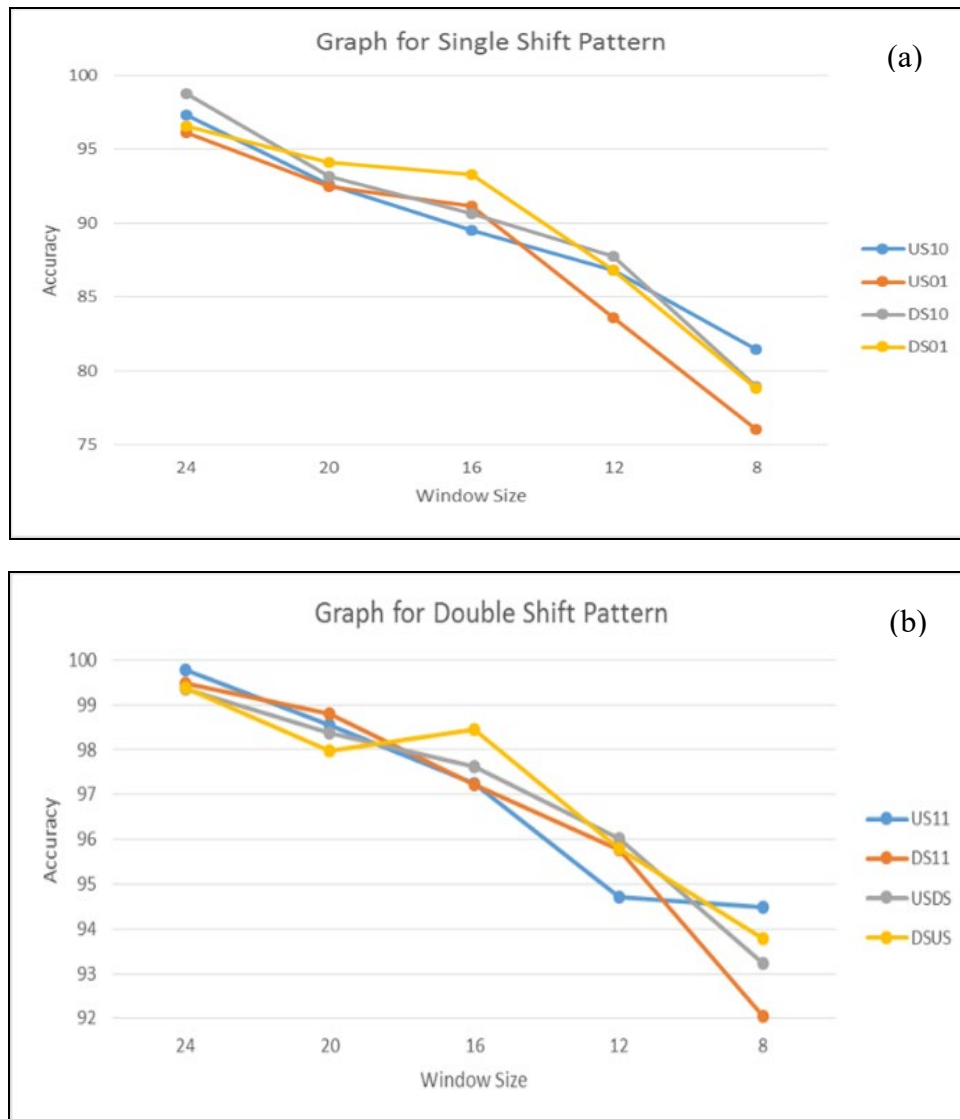 Graph for Single Shift Pattern
(a)
100
95
90
85
80
75
Accuracy
24 20 16 12 8
Window Size
US10
US01
DS10
DS01
Graph for Double Shift Pattern
(b)
100
99
98
97
96
95
94
93
92
Accuracy
24 20 16 12 8
Window Size
US11
DS11
USDS
DSUS